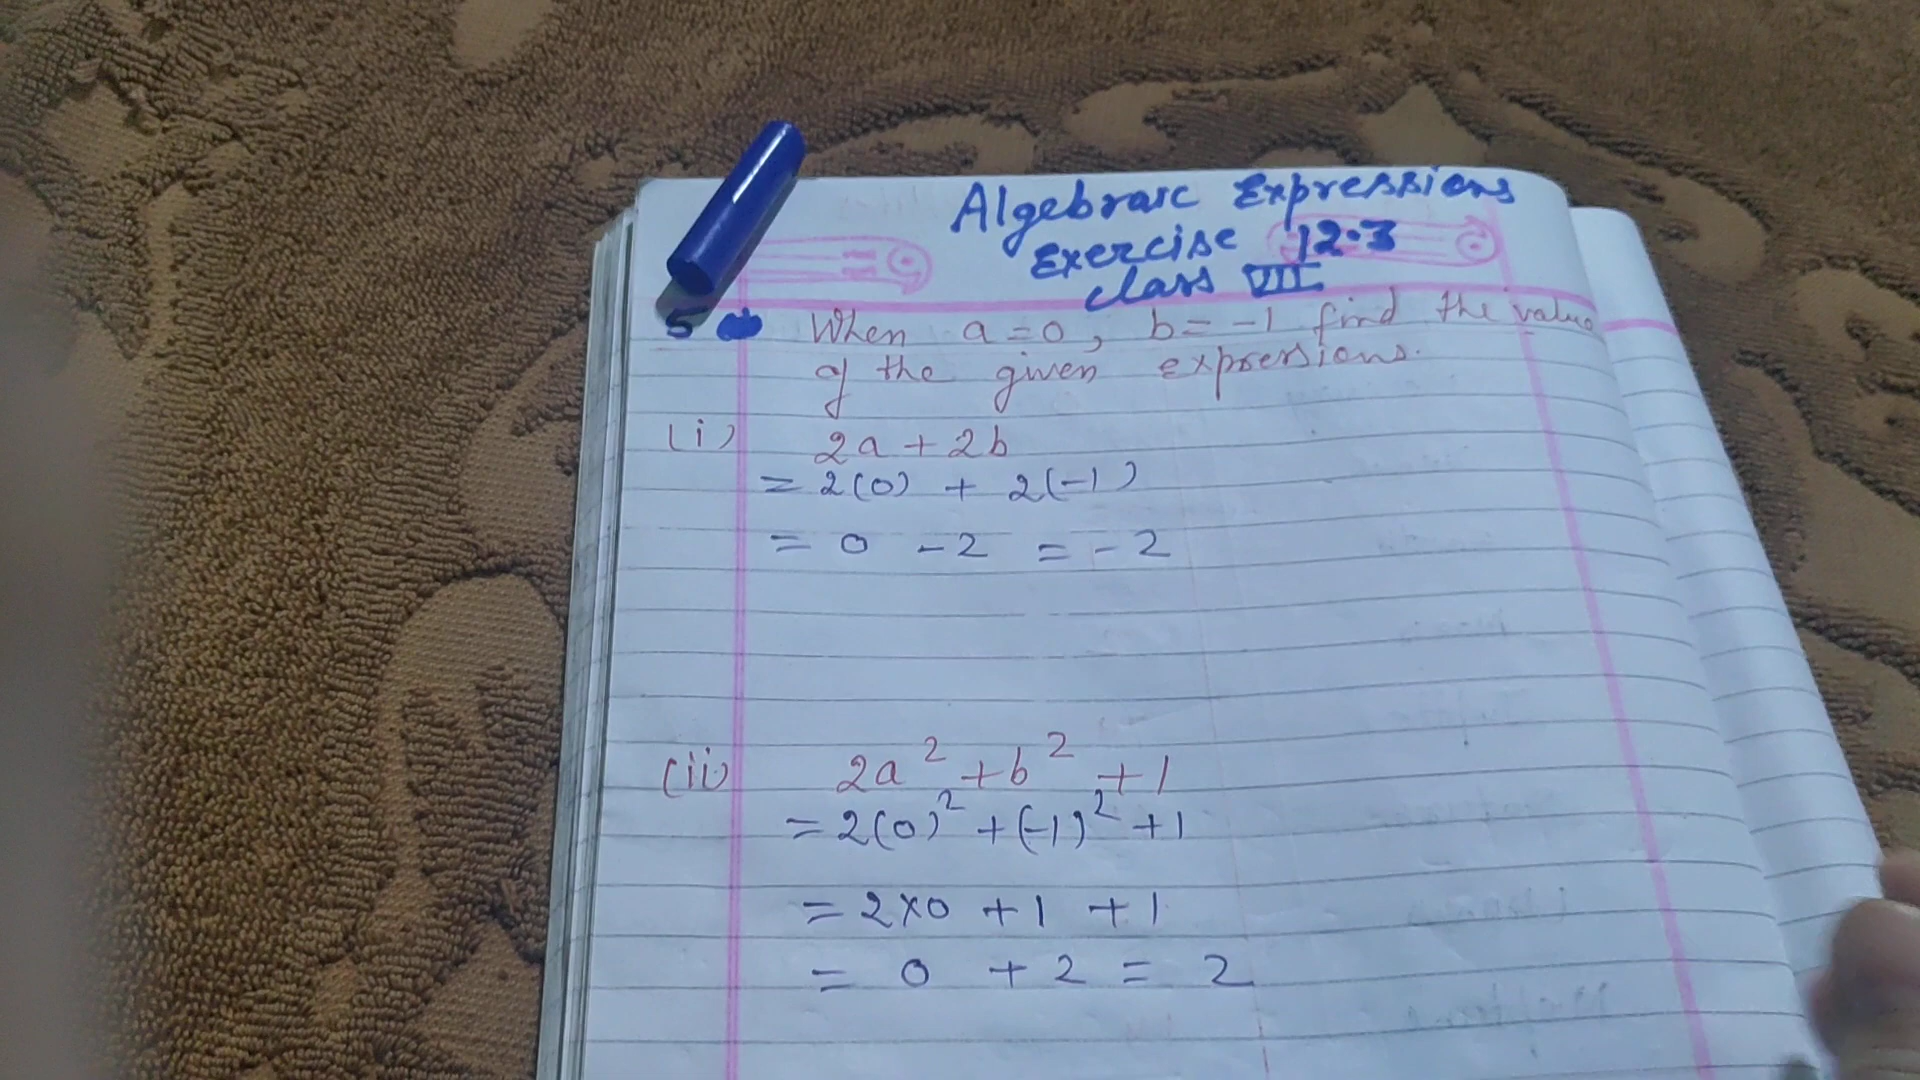 Algebraic Expressions
Exercise 12.3
class VII
5 When a=0, b= -1 find the value
of the given expressions.
(i) 2a + 2b
= 2(0) + 2(-1)
= 0 - 2 = - 2
(ii) 2a² + b² + 1
= 2(0)² + (-1)² + 1
= 2×0 + 1 + 1
= 0 + 2 = 2